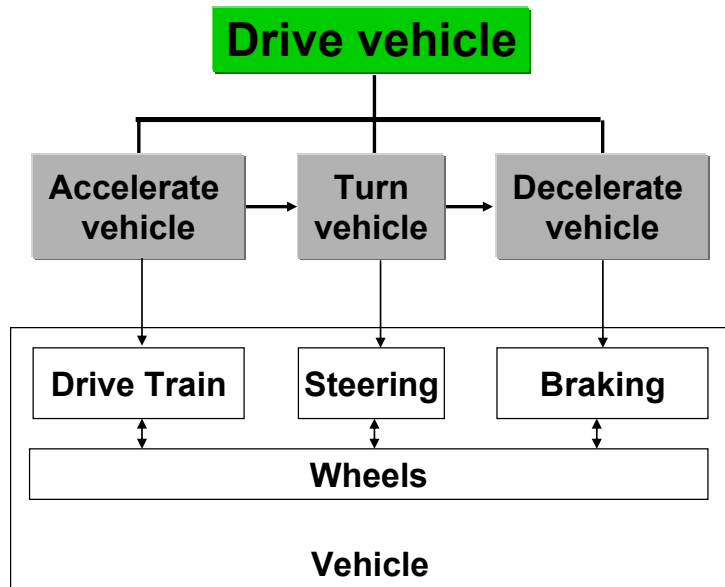 Drive vehicle
Accelerate
vehicle
Turn
vehicle
Decelerate
vehicle
Drive Train
Steering
Braking
Wheels
Vehicle